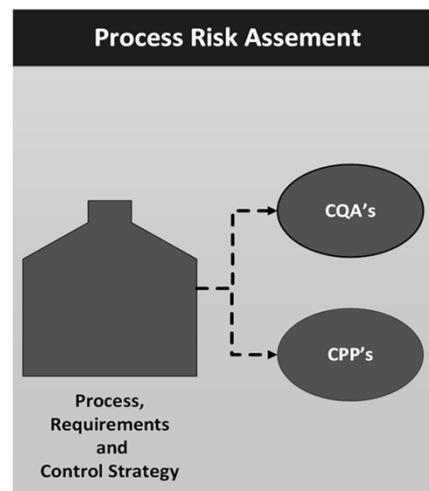 Process Risk Assement
CQA's
CPP's
Process,
Requirements
and
Control Strategy